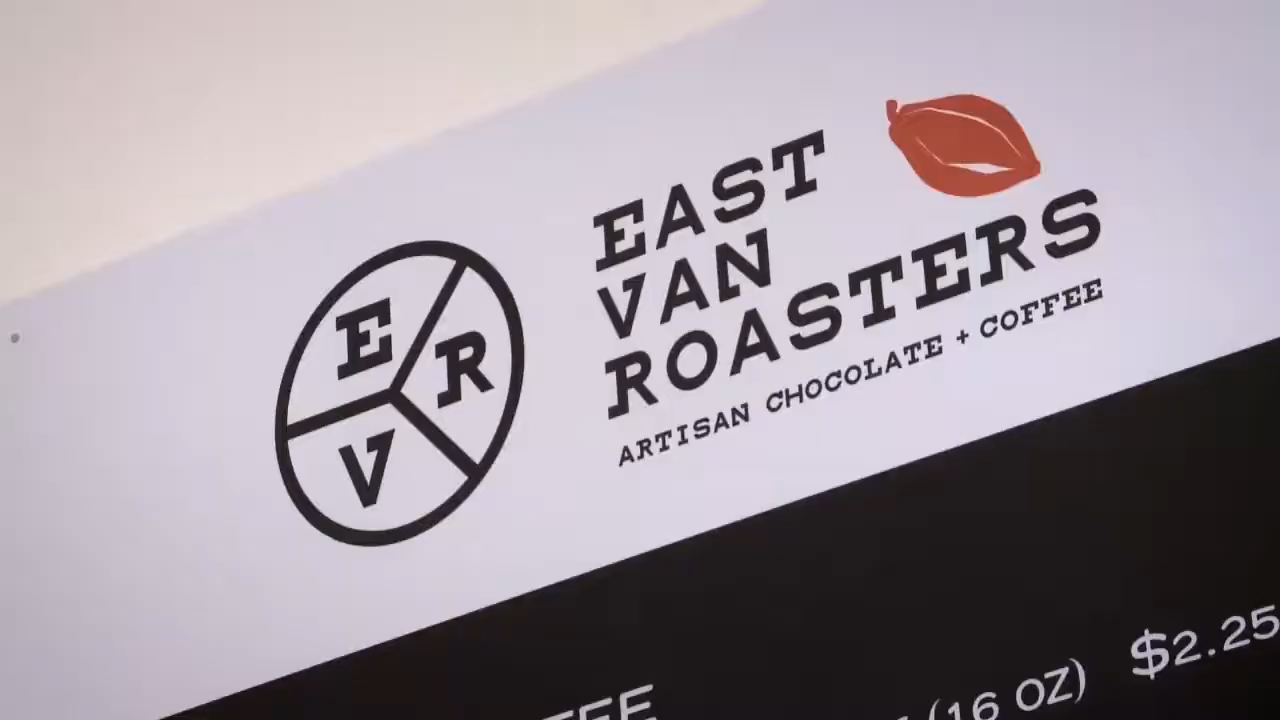 E
R
V
EAST
VAN
ROASTERS
ARTISAN CHOCOLATE + COFFEE
(16 OZ) $2.25